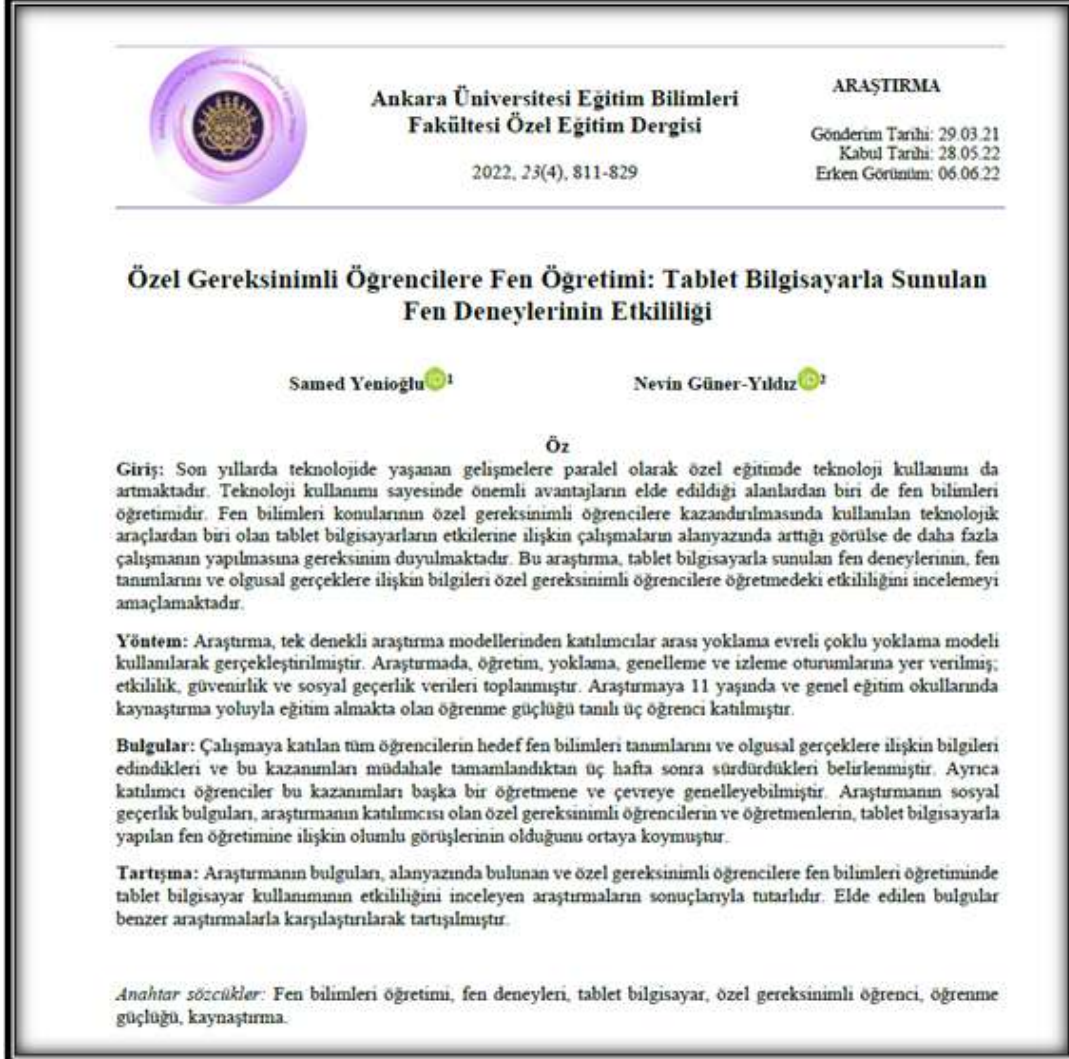 Ankara Üniversitesi Eğitim Bilimleri
Fakültesi Özel Eğitim Dergisi
2022, 23(4), 811-829
ARAŞTIRMA
Gönderim Tarihi: 29.03.21
Kabul Tarihi: 28.05.22
Erken Görünüm: 06.06.22
Özel Gereksinimli Öğrencilere Fen Öğretimi: Tablet Bilgisayarla Sunulan
Fen Deneylerinin Etkililiği
Samed Yenioğlu iD 1
Nevin Güner-Yıldız iD 2
Öz
Giriş: Son yıllarda teknolojide yaşanan gelişmelere paralel olarak özel eğitimde teknoloji kullanımı da
artmaktadır. Teknoloji kullanımı sayesinde önemli avantajların elde edildiği alanlardan biri de fen bilimleri
öğretimidir. Fen bilimleri konularının özel gereksinimli öğrencilere kazandırılmasında kullanılan teknolojik
araçlardan biri olan tablet bilgisayarların etkilerine ilişkin çalışmaların alanyazında arttığı görülse de daha fazla
çalışmanın yapılmasına gereksinim duyulmaktadır. Bu araştırma, tablet bilgisayarla sunulan fen deneylerinin, fen
tanımlarını ve olgusal gerçeklere ilişkin bilgileri özel gereksinimli öğrencilere öğretmedeki etkililiğini incelemeyi
amaçlamaktadır.
Yöntem: Araştırma, tek denekli araştırma modellerinden katılımcılar arası yoklama evreli çoklu yoklama modeli
kullanılarak gerçekleştirilmiştir. Araştırmada, öğretim, yoklama, genelleme ve izleme oturumlarına yer verilmiş;
etkililik, güvenirlik ve sosyal geçerlik verileri toplanmıştır. Araştırmaya 11 yaşında ve genel eğitim okullarında
kaynaştırma yoluyla eğitim almakta olan öğrenme güçlüğü tanılı üç öğrenci katılmıştır.
Bulgular: Çalışmaya katılan tüm öğrencilerin hedef fen bilimleri tanımlarını ve olgusal gerçeklere ilişkin bilgileri
edindikleri ve bu kazanımları müdahale tamamlandıktan üç hafta sonra sürdürdükleri belirlenmiştir. Ayrıca
katılımcı öğrenciler bu kazanımları başka bir öğretmene ve çevreye genelleyebilmiştir. Araştırmanın sosyal
geçerlik bulguları, araştırmanın katılımcısı olan özel gereksinimli öğrencilerin ve öğretmenlerin, tablet bilgisayarla
yapılan fen öğretimine ilişkin olumlu görüşlerinin olduğunu ortaya koymuştur.
Tartışma: Araştırmanın bulguları, alanyazında bulunan ve özel gereksinimli öğrencilere fen bilimleri öğretiminde
tablet bilgisayar kullanımının etkililiğini inceleyen araştırmaların sonuçlarıyla tutarlıdır. Elde edilen bulgular
benzer araştırmalarla karşılaştırılarak tartışılmıştır.
Anahtar sözcükler: Fen bilimleri öğretimi, fen deneyleri, tablet bilgisayar, özel gereksinimli öğrenci, öğrenme
güçlüğü, kaynaştırma.